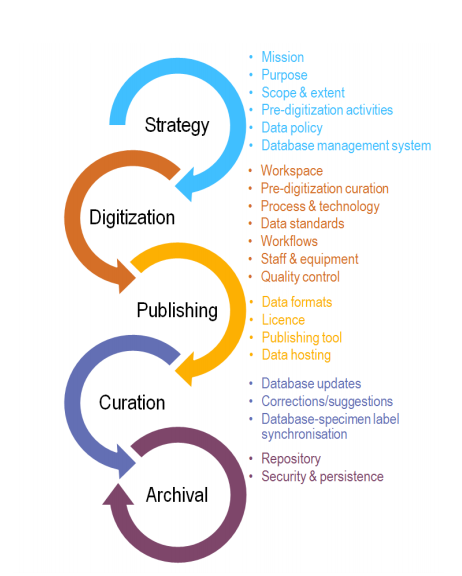 Strategy
• Mission
• Purpose
• Scope & extent
• Pre-digitization activities
• Data policy
• Database management system
Digitization
• Workspace
• Pre-digitization curation
• Process & technology
• Data standards
• Workflows
• Staff & equipment
• Quality control
Publishing
• Data formats
• Licence
• Publishing tool
• Data hosting
Curation
• Database updates
• Corrections/suggestions
• Database-specimen label
synchronisation
Archival
• Repository
• Security & persistence